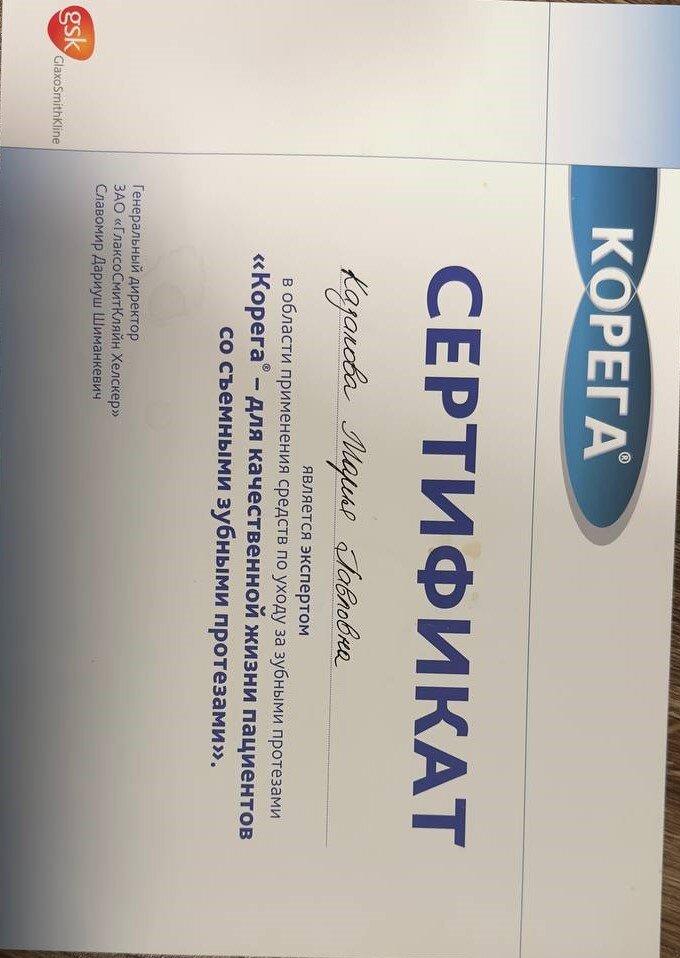 КОРЕГА®
СЕРТИФИКАТ
Казакова Мария Павловна
является экспертом
в области применения средств по уходу за зубными протезами
«Корега® – для качественной жизни пациентов
со съемными зубными протезами».
Генеральный директор
ЗАО «ГлаксоСмитКляйн Хелскер»
Славомир Дариуш Шиманкевич
gsk
GlaxoSmithKline